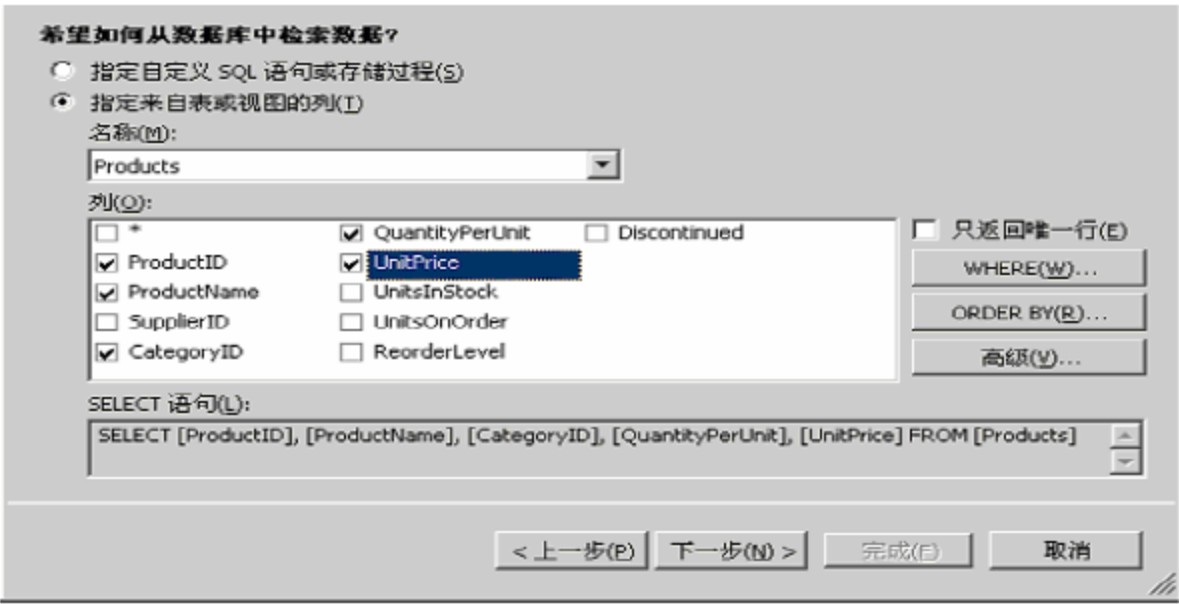 希望如何从数据库中检索数据?
指定自定义 SQL 语句或存储过程(S)
指定来自表或视图的列(T)
名称(M):
Products
列(O):
* QuantityPerUnit Discontinued 只返回唯一行(E)
ProductID UnitPrice WHERE(W)...
ProductName UnitsInStock
SupplierID UnitsOnOrder ORDER BY(R)...
CategoryID ReorderLevel 高级(V)...
SELECT 语句(L):
SELECT [ProductID], [ProductName], [CategoryID], [QuantityPerUnit], [UnitPrice] FROM [Products]
< 上一步(P) 下一步(N) > 完成(F) 取消